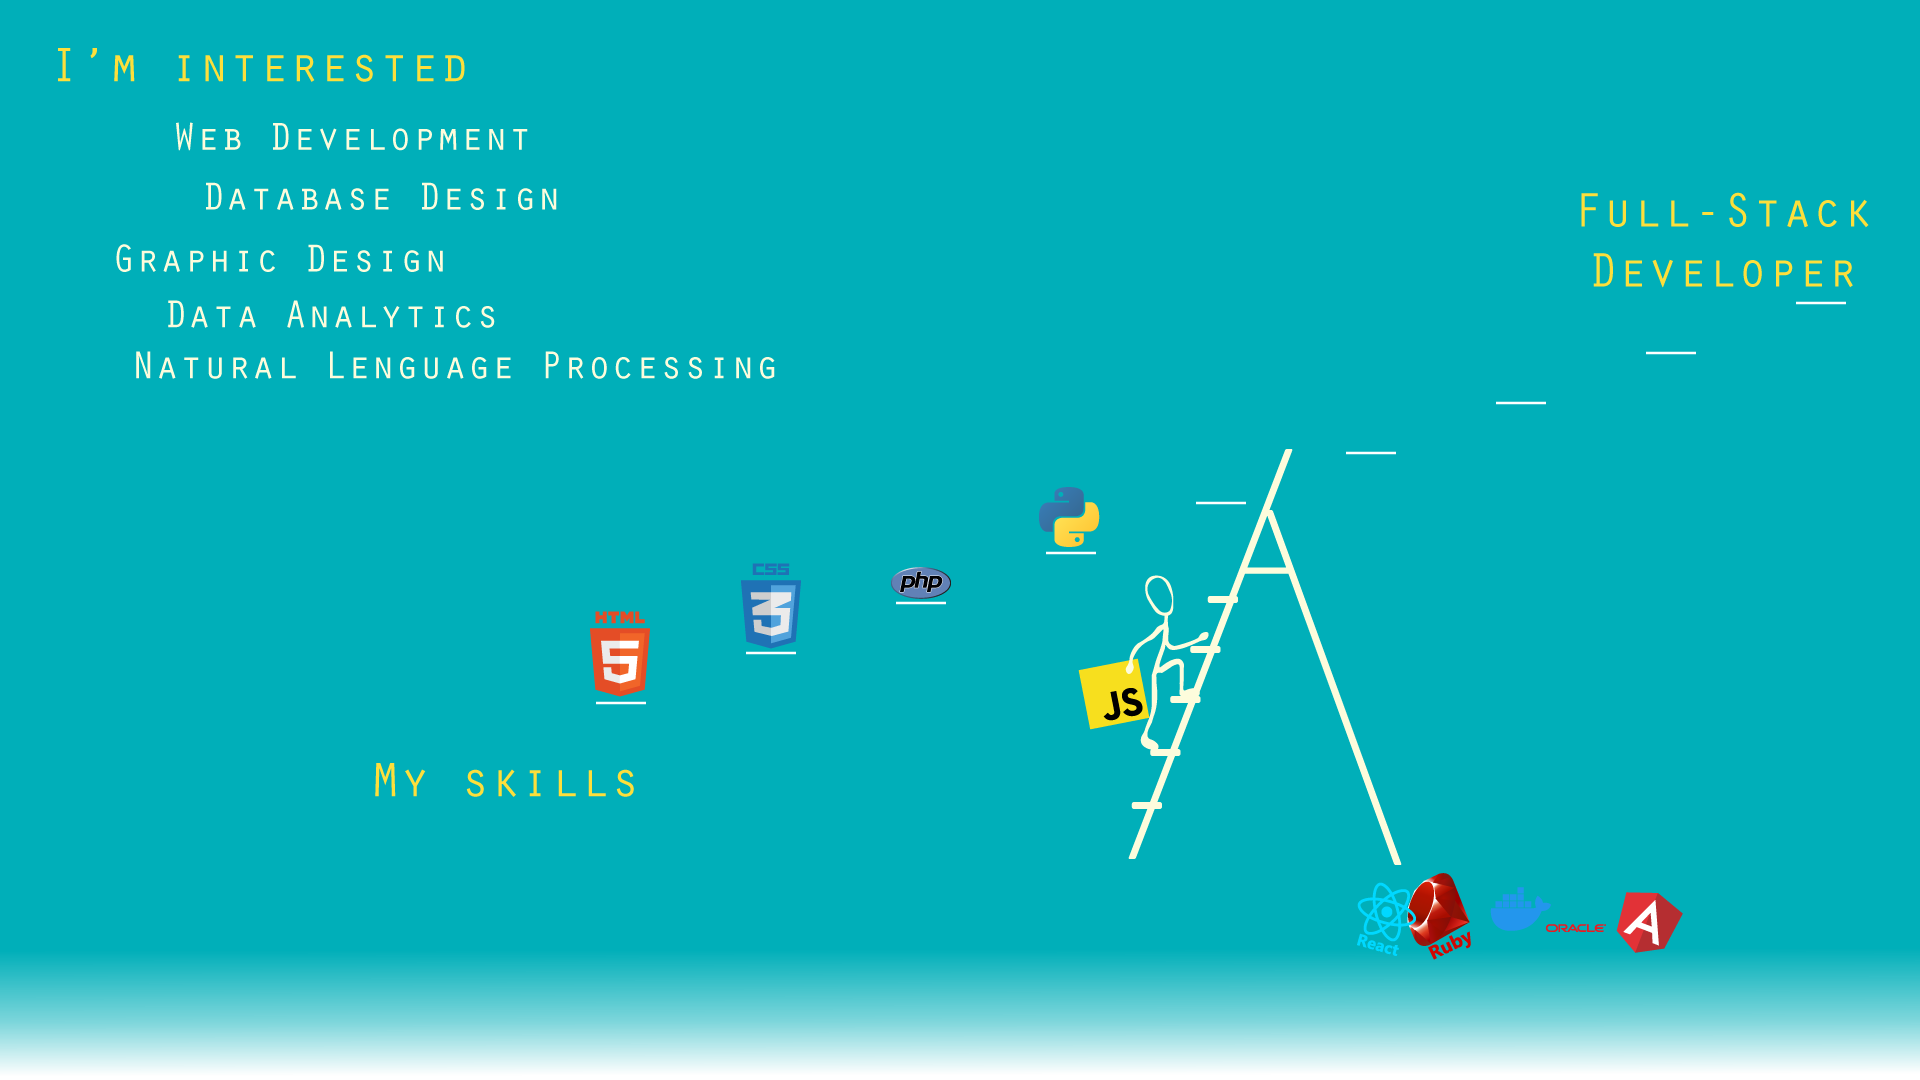 I'm interested
Web Development
Database Design
Graphic Design
Data Analytics
Natural Lenguage Processing
Full-Stack
Developer
HTML
5
CSS
3
php
JS
My skills
React
Ruby
ORACLE
A